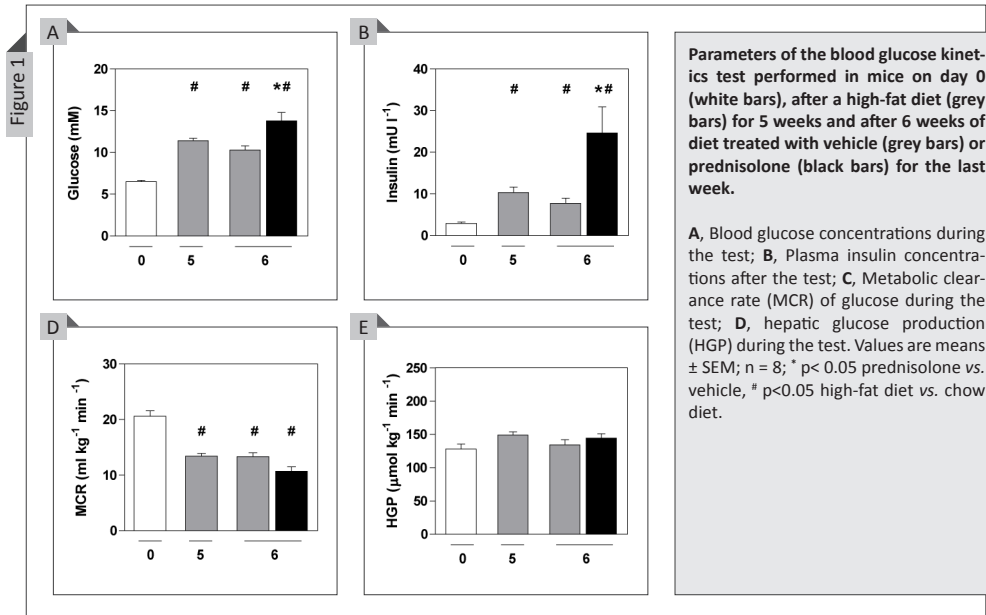 Figure 1
A
Glucose (mM)
20
15
10
5
0
# # *#
0 5 6
B
Insulin (mU l⁻¹)
40
30
20
10
0
# # *#
0 5 6
D
MCR (ml kg⁻¹ min⁻¹)
30
20
10
0
# # #
0 5 6
E
HGP (µmol kg⁻¹ min⁻¹)
250
200
150
100
50
0
0 5 6
Parameters of the blood glucose kinet-
ics test performed in mice on day 0
(white bars), after a high-fat diet (grey
bars) for 5 weeks and after 6 weeks of
diet treated with vehicle (grey bars) or
prednisolone (black bars) for the last
week.
A, Blood glucose concentrations during
the test; B, Plasma insulin concentra-
tions after the test; C, Metabolic clear-
ance rate (MCR) of glucose during the
test; D, hepatic glucose production
(HGP) during the test. Values are means
± SEM; n = 8; * p< 0.05 prednisolone vs.
vehicle, # p<0.05 high-fat diet vs. chow
diet.